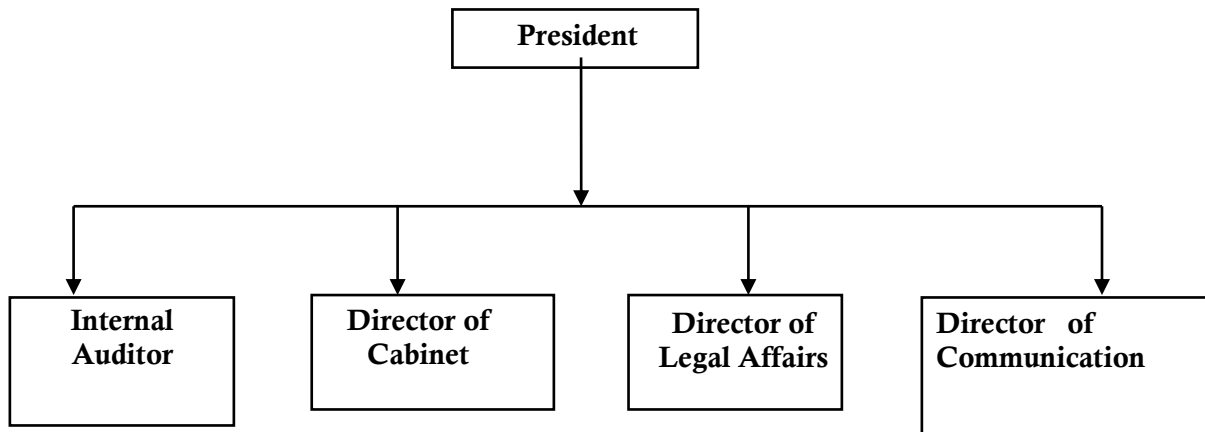 President
Internal
Auditor
Director of
Cabinet
Director of
Legal Affairs
Director of
Communication